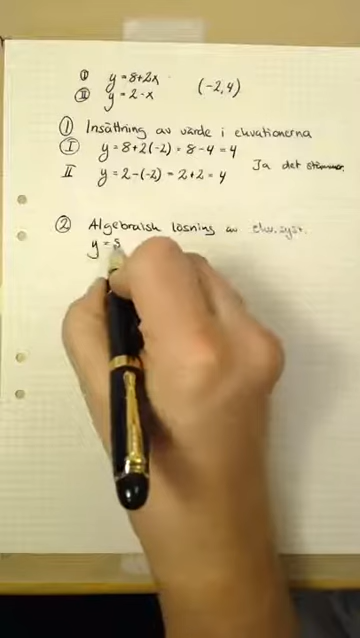 I y = 8+2x (-2,4)
II y = 2-x
1 Insättning av värde i ekvationerna
I y = 8+2(-2) = 8-4 = 4
II y = 2-(-2) = 2+2 = 4 Ja det stämmer.
2 Algebraisk lösning av ekv.syst.
y = 8